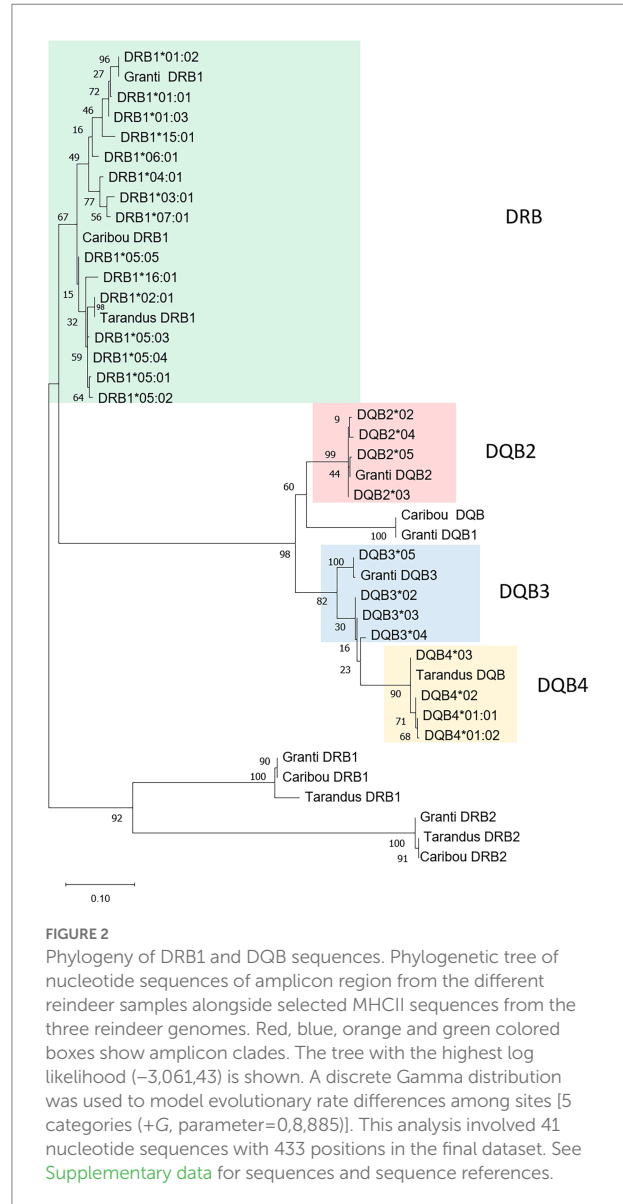 96 DRB1*01:02
27 Granti DRB1
72 DRB1*01:01
46 DRB1*01:03
16 DRB1*15:01
49 DRB1*06:01
DRB1*04:01
77 DRB1*03:01
67 56 DRB1*07:01
DRB
Caribou DRB1
DRB1*05:05
15 DRB1*16:01
DRB1*02:01
98
32 Tarandus DRB1
DRB1*05:03
59 DRB1*05:04
DRB1*05:01
64 DRB1*05:02
9 DQB2*02
DQB2*04
99 DQB2*05
DQB2
44 Granti DQB2
60 DQB2*03
Caribou DQB
100 Granti DQB1
98 DQB3*05
100 Granti DQB3
82 DQB3*02
DQB3
30 DQB3*03
16 DQB3*04
23 DQB4*03
Tarandus DQB
90 DQB4*02
DQB4
71 DQB4*01:01
68 DQB4*01:02
90 Granti DRB1
100 Caribou DRB1
Tarandus DRB1
92 Granti DRB2
100 Tarandus DRB2
91 Caribou DRB2
0.10
FIGURE 2
Phylogeny of DRB1 and DQB sequences. Phylogenetic tree of
nucleotide sequences of amplicon region from the different
reindeer samples alongside selected MHCII sequences from the
three reindeer genomes. Red, blue, orange and green colored
boxes show amplicon clades. The tree with the highest log
likelihood (−3,061,43) is shown. A discrete Gamma distribution
was used to model evolutionary rate differences among sites [5
categories (+G, parameter=0,8,885)]. This analysis involved 41
nucleotide sequences with 433 positions in the final dataset. See
Supplementary data for sequences and sequence references.